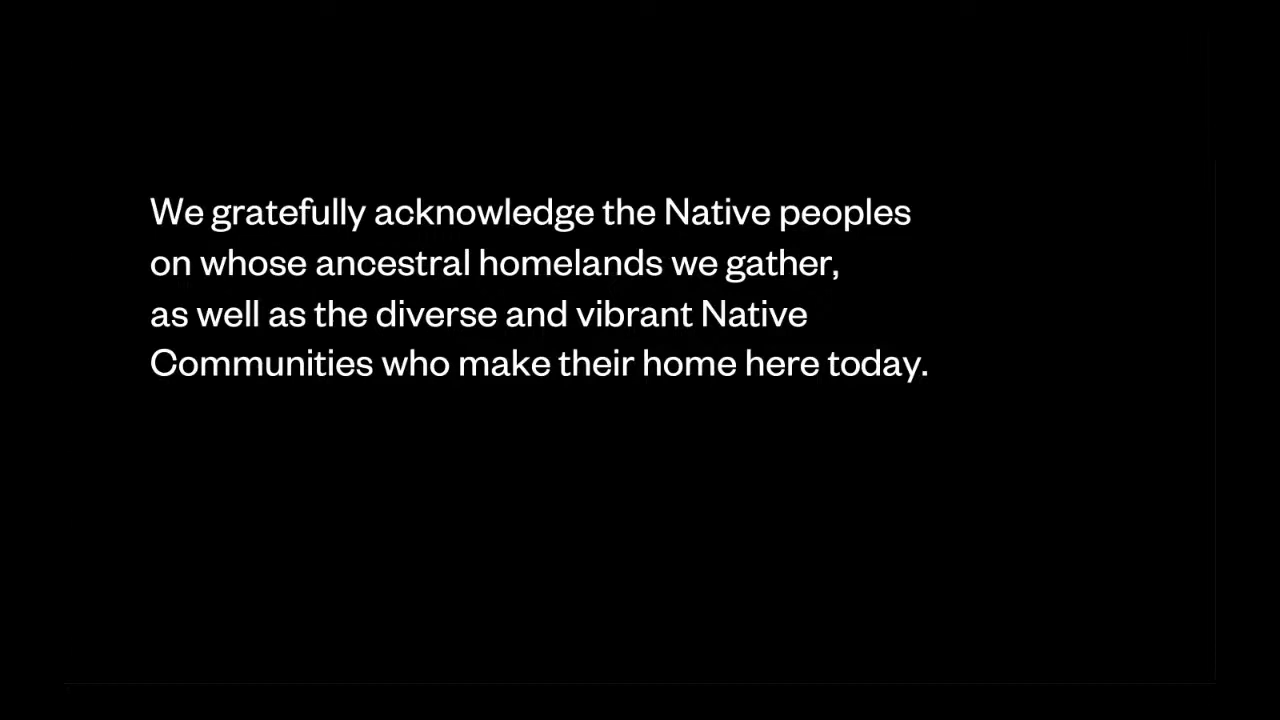 We gratefully acknowledge the Native peoples
on whose ancestral homelands we gather,
as well as the diverse and vibrant Native
Communities who make their home here today.